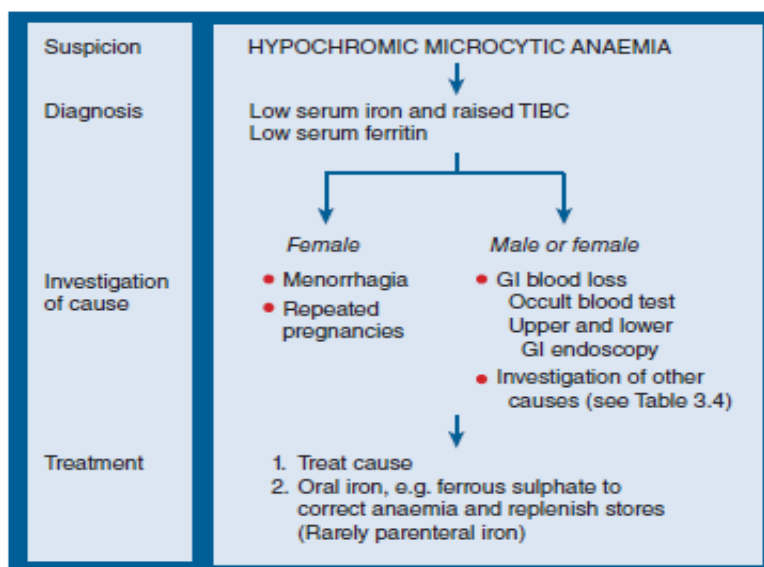 Suspicion
HYPOCHROMIC MICROCYTIC ANAEMIA
Diagnosis
Low serum iron and raised TIBC
Low serum ferritin
Female
Male or female
Investigation
of cause
• Menorrhagia
• Repeated
pregnancies
• GI blood loss
Occult blood test
Upper and lower
GI endoscopy
• Investigation of other
causes (see Table 3.4)
Treatment
1. Treat cause
2. Oral iron, e.g. ferrous sulphate to
correct anaemia and replenish stores
(Rarely parenteral iron)